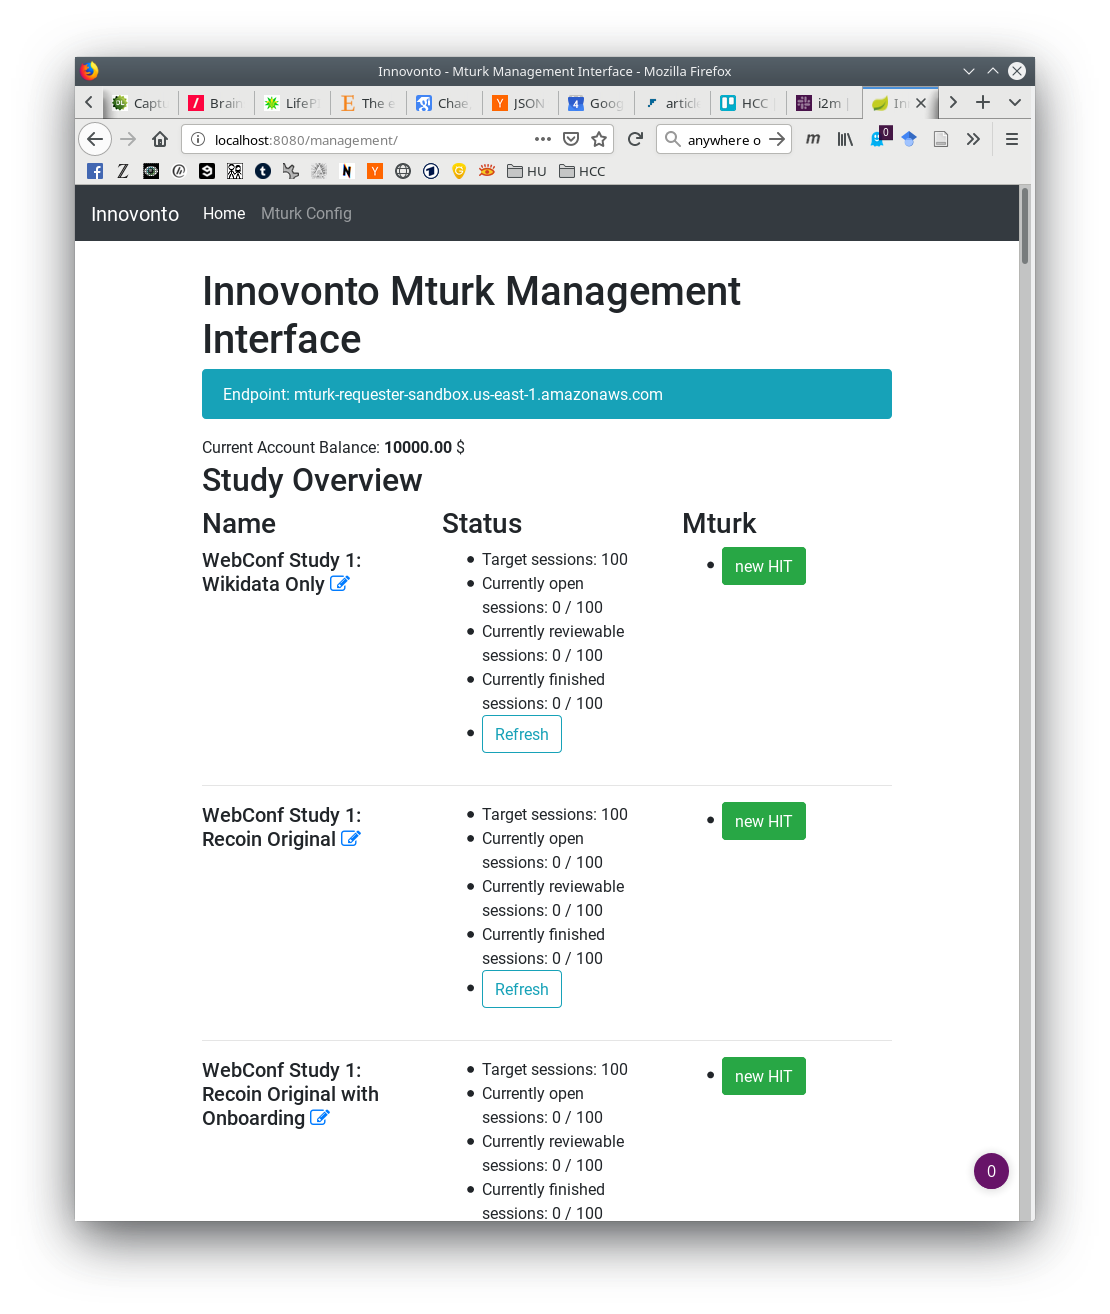 Innovonto - Mturk Management Interface - Mozilla Firefox
Captu
Brain
LifeP
The e
Chae,
JSON
Goog
article
HCC
i2m |
Inn
localhost:8080/management/
anywhere o
0
HU
HCC
Innovonto
Home
Mturk Config
Innovonto Mturk Management
Interface
Endpoint: mturk-requester-sandbox.us-east-1.amazonaws.com
Current Account Balance: 10000.00 $
Study Overview
Name
Status
Mturk
WebConf Study 1:
Wikidata Only
Target sessions: 100
Currently open
sessions: 0 / 100
Currently reviewable
sessions: 0 / 100
Currently finished
sessions: 0 / 100
Refresh
new HIT
WebConf Study 1:
Recoin Original
Target sessions: 100
Currently open
sessions: 0 / 100
Currently reviewable
sessions: 0 / 100
Currently finished
sessions: 0 / 100
Refresh
new HIT
WebConf Study 1:
Recoin Original with
Onboarding
Target sessions: 100
Currently open
sessions: 0 / 100
Currently reviewable
sessions: 0 / 100
Currently finished
sessions: 0 / 100
new HIT
0